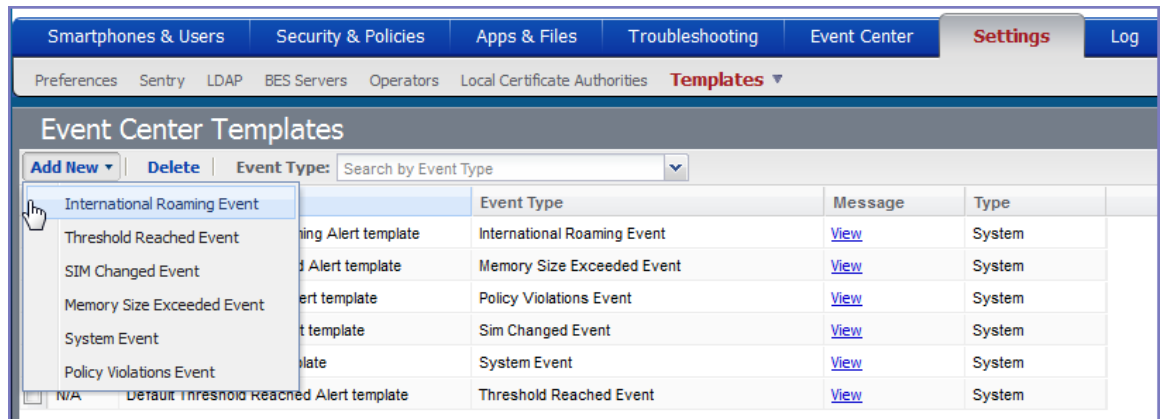 Smartphones & Users Security & Policies Apps & Files Troubleshooting Event Center Settings Log
Preferences Sentry LDAP BES Servers Operators Local Certificate Authorities Templates
Event Center Templates
Add New Delete Event Type: Search by Event Type
Event Type Message Type
International Roaming Event
ing Alert template International Roaming Event View System
Threshold Reached Event
Alert template Memory Size Exceeded Event View System
SIM Changed Event
ert template Policy Violations Event View System
Memory Size Exceeded Event
t template Sim Changed Event View System
System Event
late System Event View System
Policy Violations Event
N/A Default Threshold Reached Alert template Threshold Reached Event View System